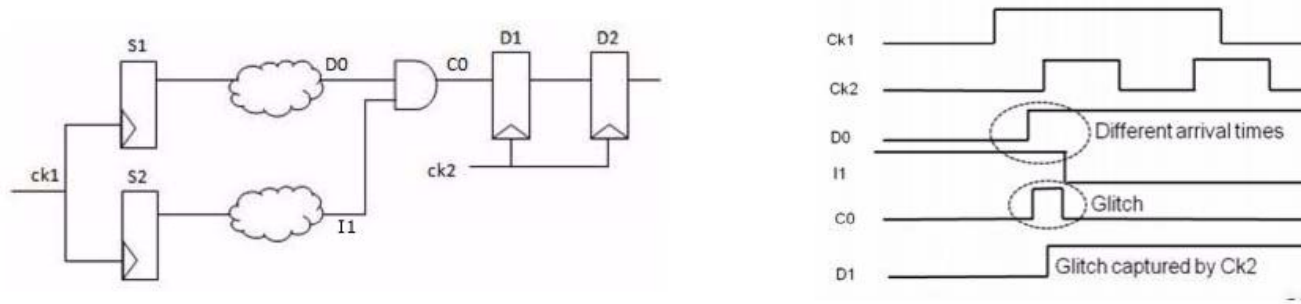 S1
D0
C0
D1
D2
ck1
S2
I1
ck2
Ck1
Ck2
D0
Different arrival times
I1
C0
Glitch
D1
Glitch captured by Ck2